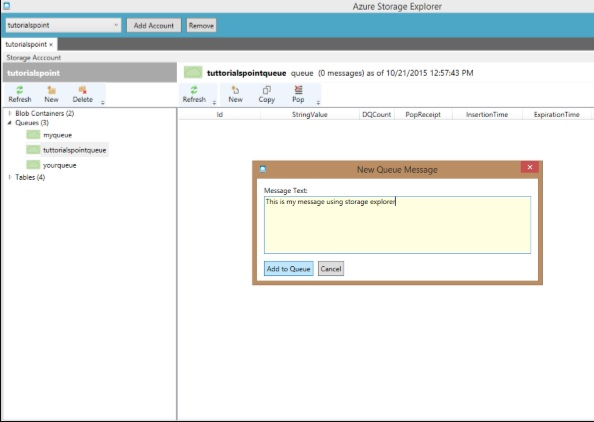 Azure Storage Explorer
tutorialspoint Add Account Remove
tutorialspoint ×
Storage Acccount
tutorialspoint
tuttorialspointqueue queue (0 messages) as of 10/21/2015 12:57:43 PM
Refresh New Delete
Refresh New Copy Pop
Id StringValue DQCount PopReceipt InsertionTime ExpirationTime
Blob Containers (2)
Queues (3)
myqueue
tuttorialspointqueue
yourqueue
Tables (4)
New Queue Message
Message Text:
This is my message using storage explorer
Add to Queue Cancel